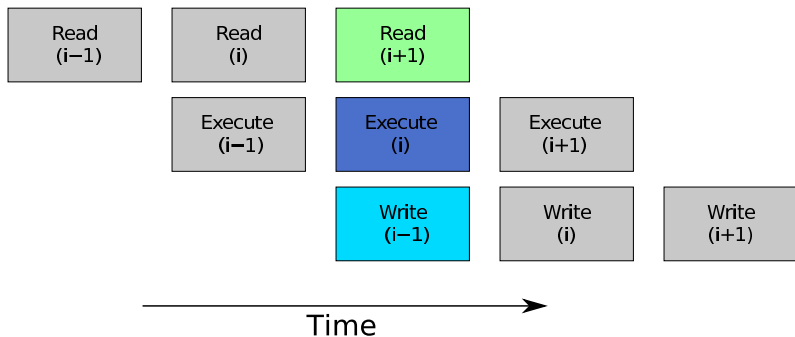 Read
(i−1)
Read
(i)
Read
(i+1)
Execute
(i−1)
Execute
(i)
Execute
(i+1)
Write
(i−1)
Write
(i)
Write
(i+1)
Time